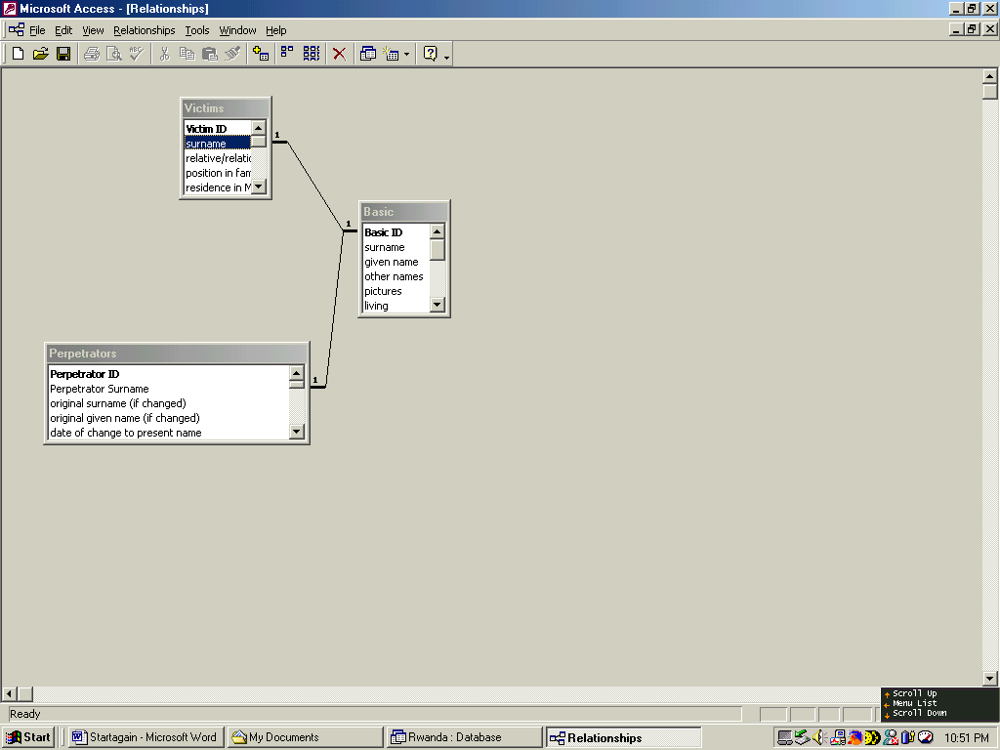 Microsoft Access - [Relationships]
File Edit View Relationships Tools Window Help
Victims
Victim ID
surname
relative/relatic
position in fam
residence in M
1
1
Basic
Basic ID
surname
given name
other names
pictures
living
Perpetrators
Perpetrator ID
Perpetrator Surname
original surname (if changed)
original given name (if changed)
date of change to present name
1
Scroll Up
Menu List
Scroll Down
Ready
Start Startagain - Microsoft Word My Documents Rwanda : Database Relationships 10:51 PM